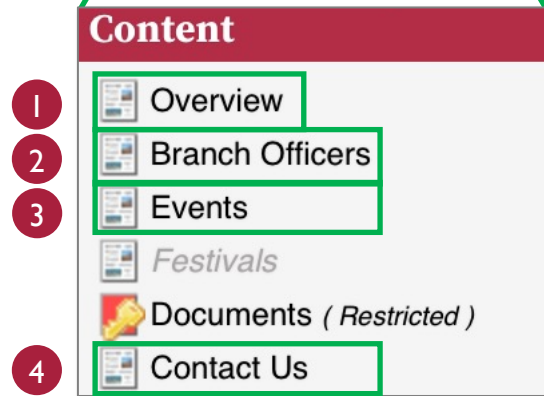 Content
1 Overview
2 Branch Officers
3 Events
Festivals
Documents ( Restricted )
4 Contact Us